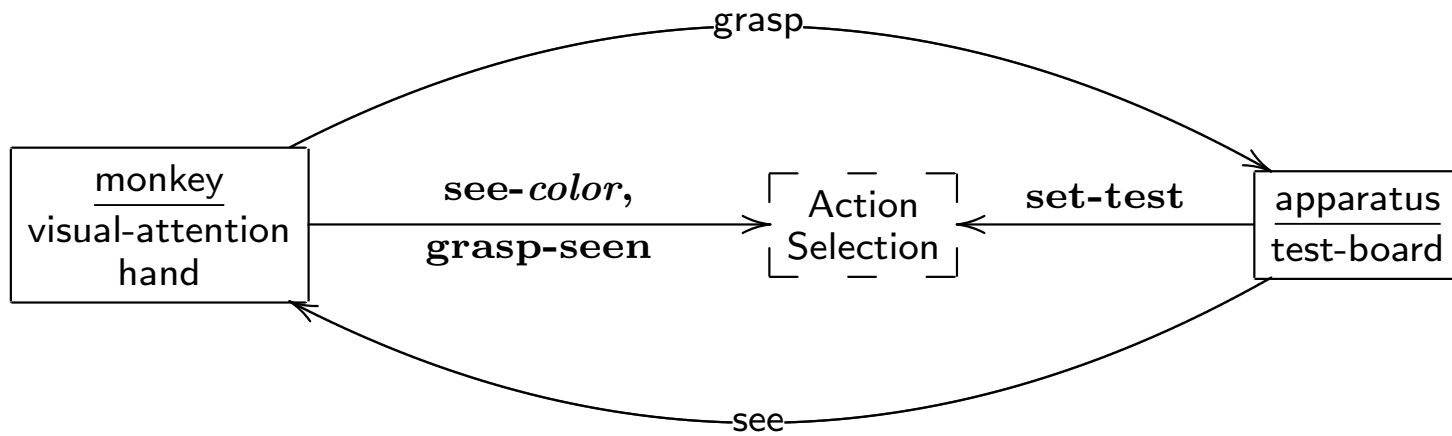 grasp
monkey
visual-attention
hand
see-color,
grasp-seen
Action
Selection
set-test
apparatus
test-board
see